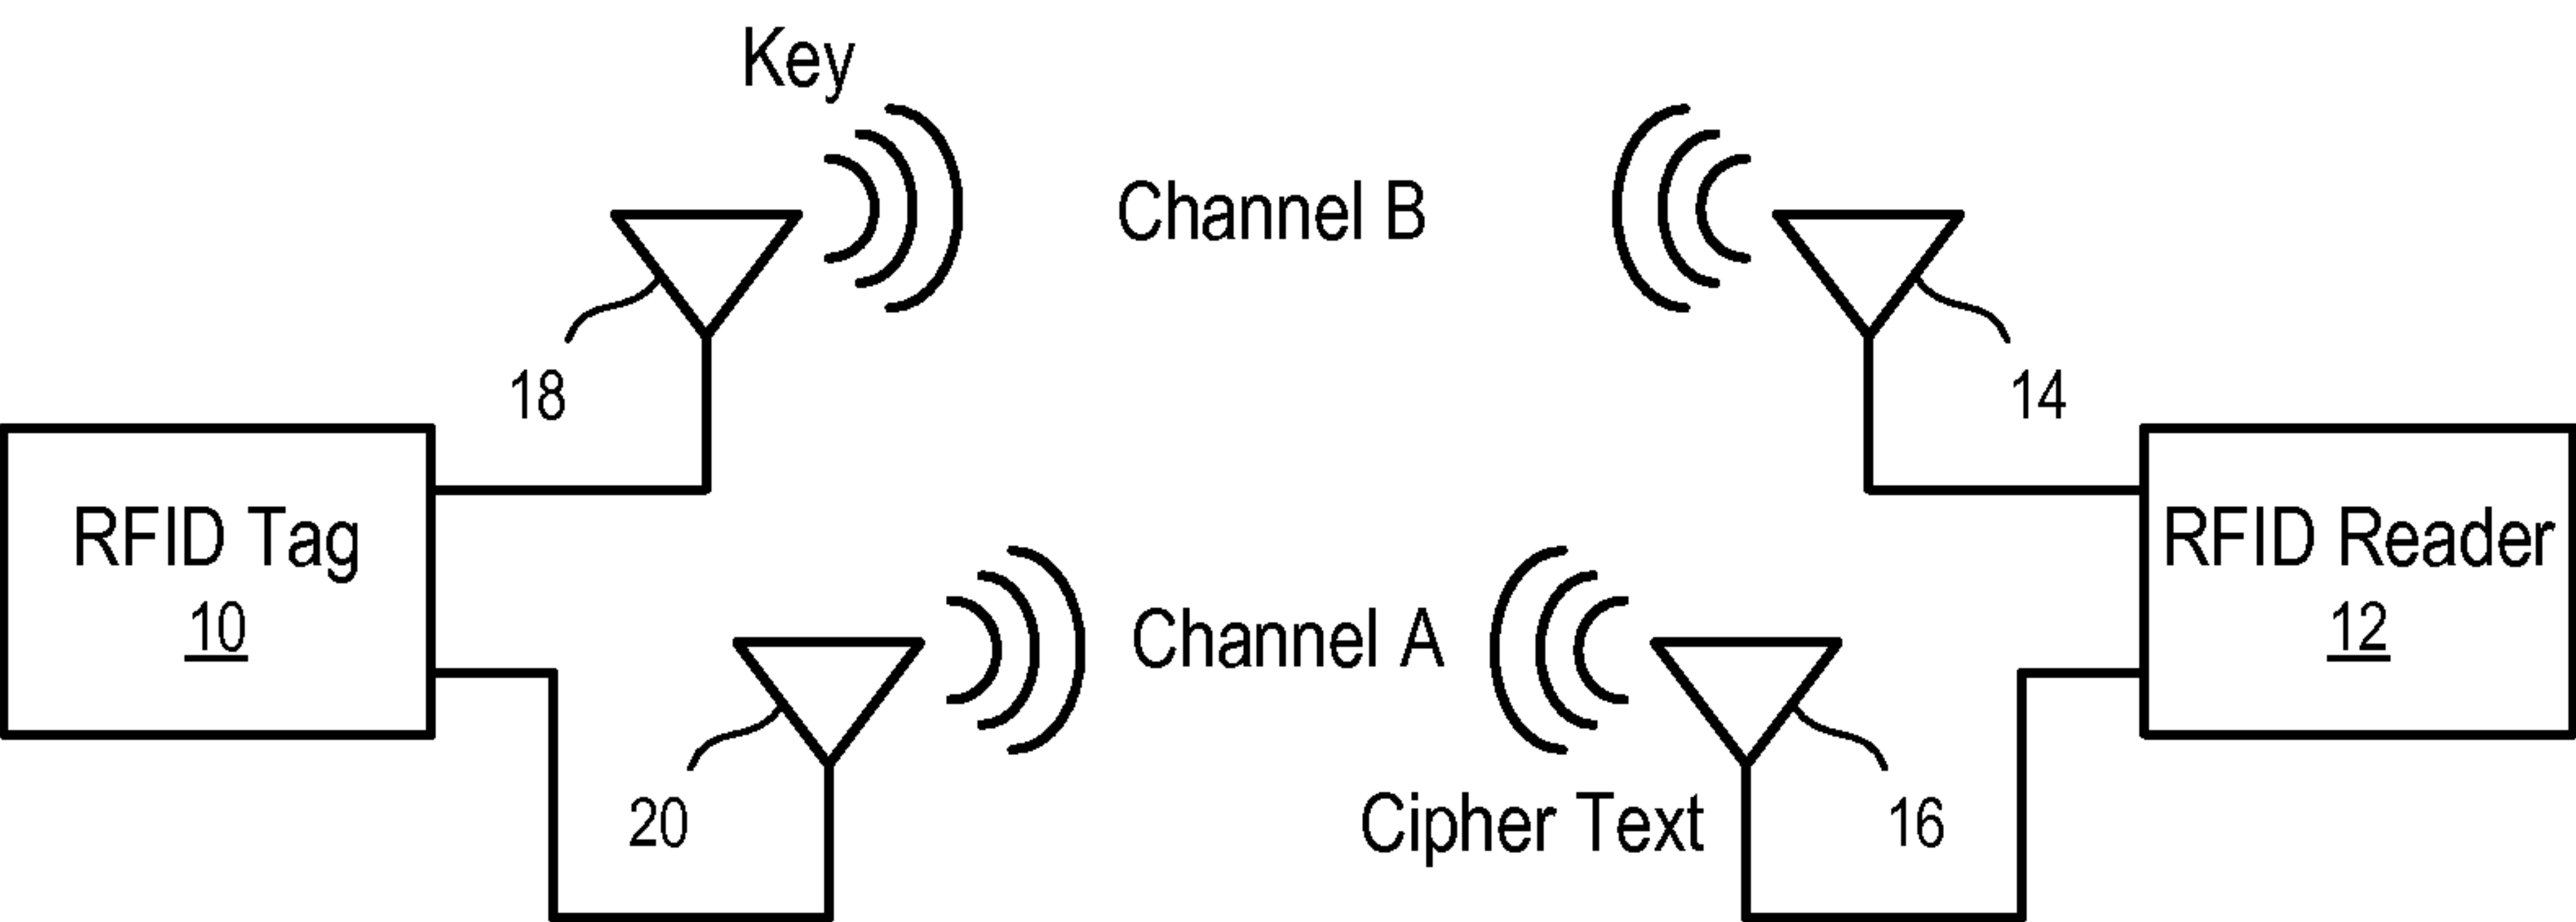 Key
Channel B
18
14
RFID Tag
10
RFID Reader
12
Channel A
20
Cipher Text
16